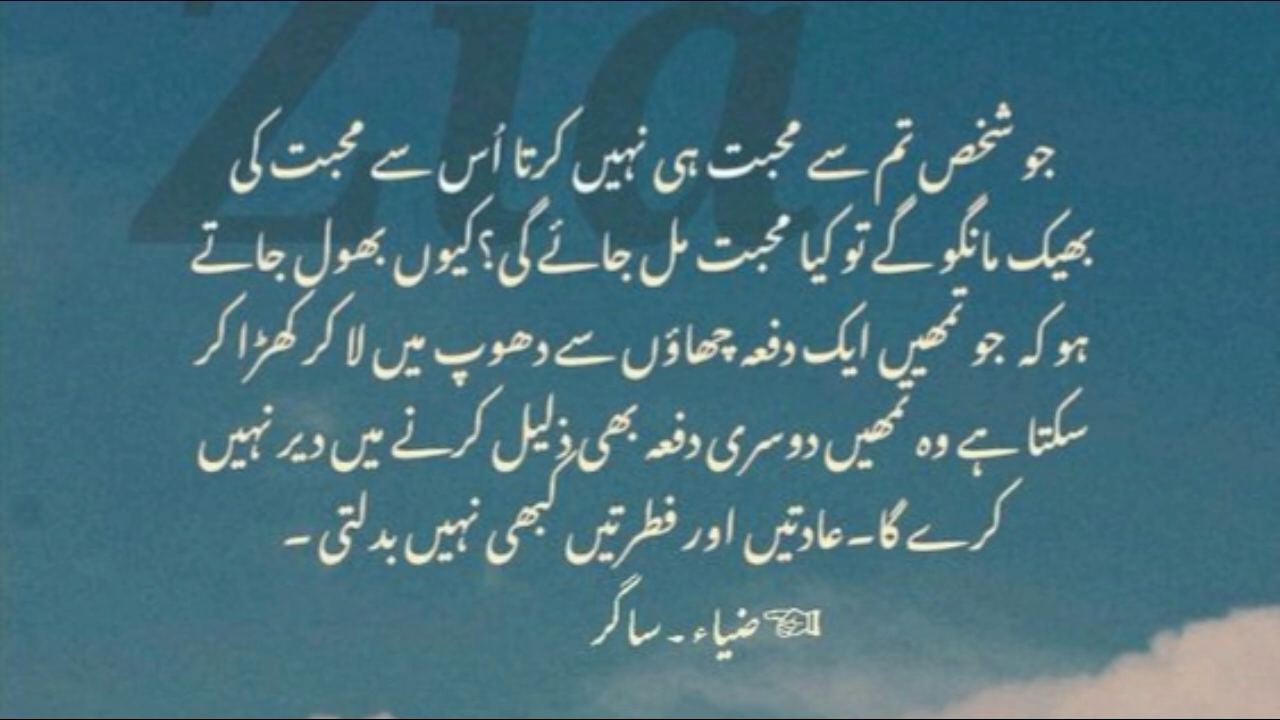 Zia
جو شخص تم سے محبت ہی نہیں کرتا اُس سے محبت کی
بھیک مانگو گے تو کیا محبت مل جائے گی؟ کیوں بھول جاتے
ہو کہ جو تمھیں ایک دفعہ چھاؤں سے دھوپ میں لا کر کھڑا کر
سکتا ہے وہ تمھیں دوسری دفعہ بھی ذلیل کرنے میں دیر نہیں
کرے گا۔ عادتیں اور فطرتیں کبھی نہیں بدلتی۔
☜ضیاء۔ساگر